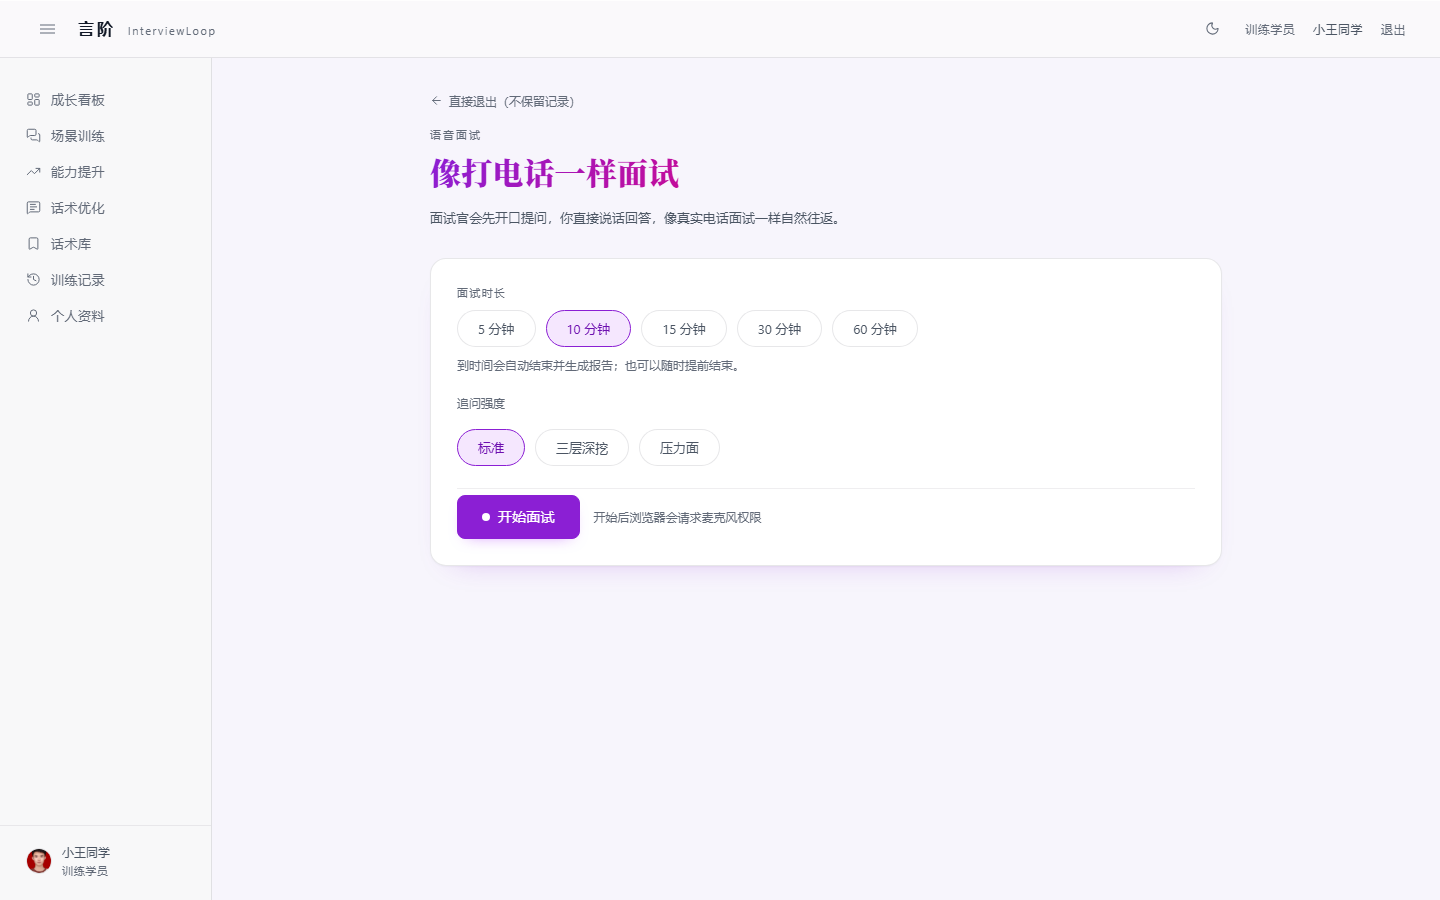 言阶 InterviewLoop
训练学员 小王同学 退出
成长看板
场景训练
能力提升
话术优化
话术库
训练记录
个人资料
小王同学
训练学员
← 直接退出（不保留记录）
语音面试
像打电话一样面试
面试官会先开口提问，你直接说话回答，像真实电话面试一样自然往返。
面试时长
5 分钟 10 分钟 15 分钟 30 分钟 60 分钟
到时间会自动结束并生成报告；也可以随时提前结束。
追问强度
标准 三层深挖 压力面
开始面试 开始后浏览器会请求麦克风权限